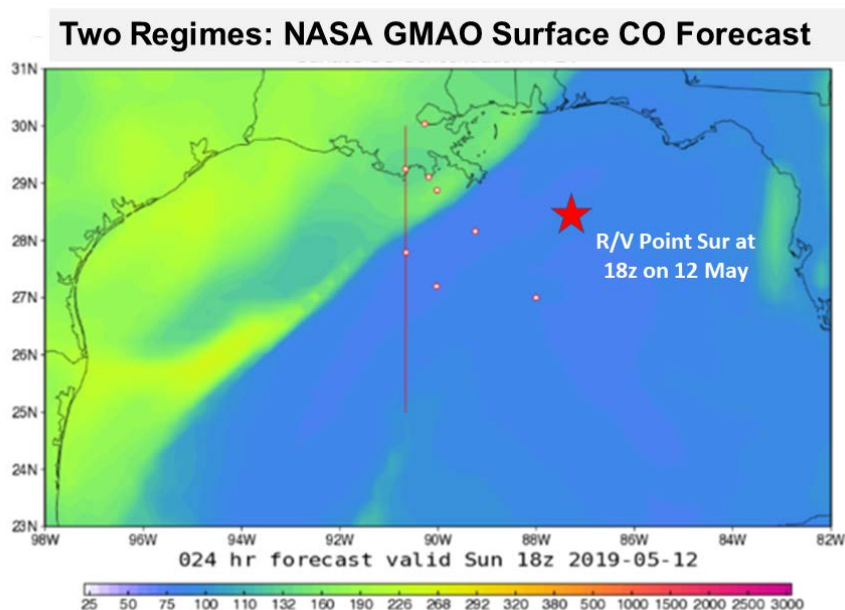 Two Regimes: NASA GMAO Surface CO Forecast
31N
30N
29N
28N
27N
26N
25N
24N
23N
R/V Point Sur at
18z on 12 May
98W 96W 94W 92W 90W 88W 86W 84W 82W
024 hr forecast valid Sun 18z 2019-05-12
25 50 75 100 110 132 160 190 226 268 292 320 380 500 1000 1500 2000 2500 3000